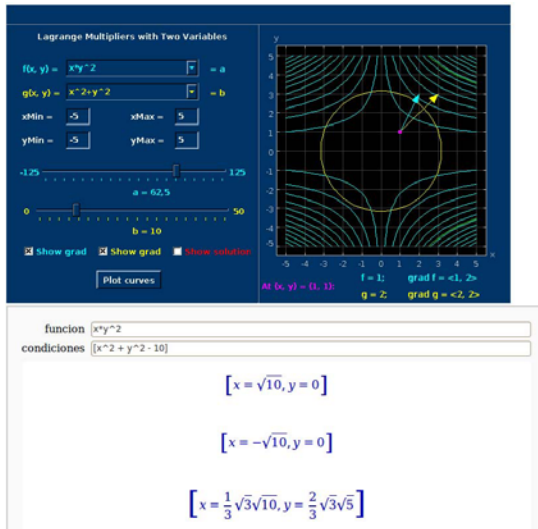 Lagrange Multipliers with Two Variables
f(x, y) = x*y^2 = a
g(x, y) = x^2+y^2 = b
xMin = -5 xMax = 5
yMin = -5 yMax = 5
-125 125
a = 62,5
0 50
b = 10
Show grad Show grad Show solution
Plot curves
y
5
4
3
2
1
0
-1
-2
-3
-4
-5
-5 -4 -3 -2 -1 0 1 2 3 4 5 x
At (x, y) = (1, 1): f = 1; grad f = <1, 2>
g = 2; grad g = <2, 2>
funcion x*y^2
condiciones [x^2 + y^2 - 10]
[x = √10, y = 0]
[x = −√10, y = 0]
[x = 1/3 √3√10, y = 2/3 √3√5]